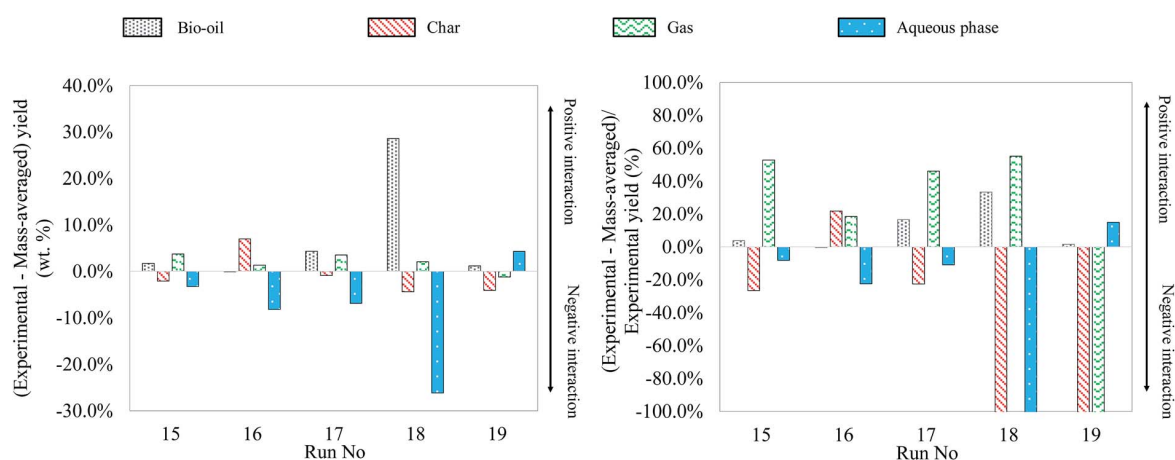 Bio-oil Char Gas Aqueous phase
(Experimental - Mass-averaged) yield
(wt. %)
40.0%
30.0%
20.0%
10.0%
0.0%
-10.0%
-20.0%
-30.0%
15 16 17 18 19
Run No
Positive interaction
Negative interaction
(Experimental - Mass-averaged)/
Experimental yield (%)
100.0%
80.0%
60.0%
40.0%
20.0%
0.0%
-20.0%
-40.0%
-60.0%
-80.0%
-100.0%
15 16 17 18 19
Run No
Positive interaction
Negative interaction